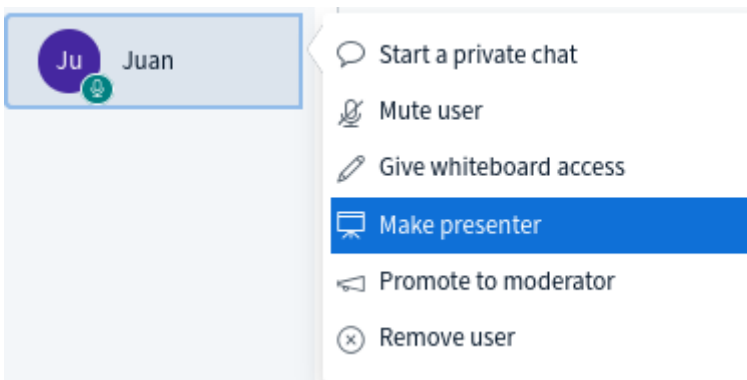 Ju Juan
Start a private chat
Mute user
Give whiteboard access
Make presenter
Promote to moderator
Remove user